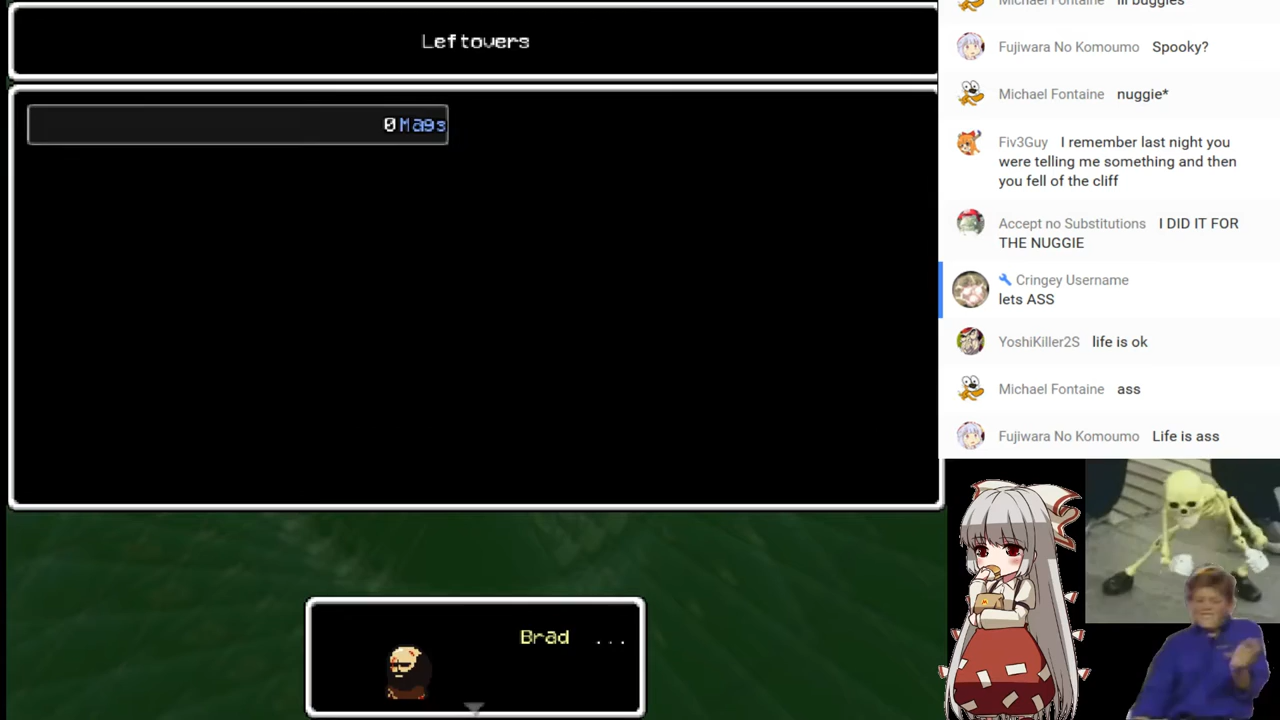 Leftovers
0 Mags
Brad ...
Fujiwara No Komoumo Spooky?
Michael Fontaine nuggie*
Fiv3Guy I remember last night you
were telling me something and then
you fell of the cliff
Accept no Substitutions I DID IT FOR
THE NUGGIE
Cringey Username
lets ASS
YoshiKiller2S life is ok
Michael Fontaine ass
Fujiwara No Komoumo Life is ass